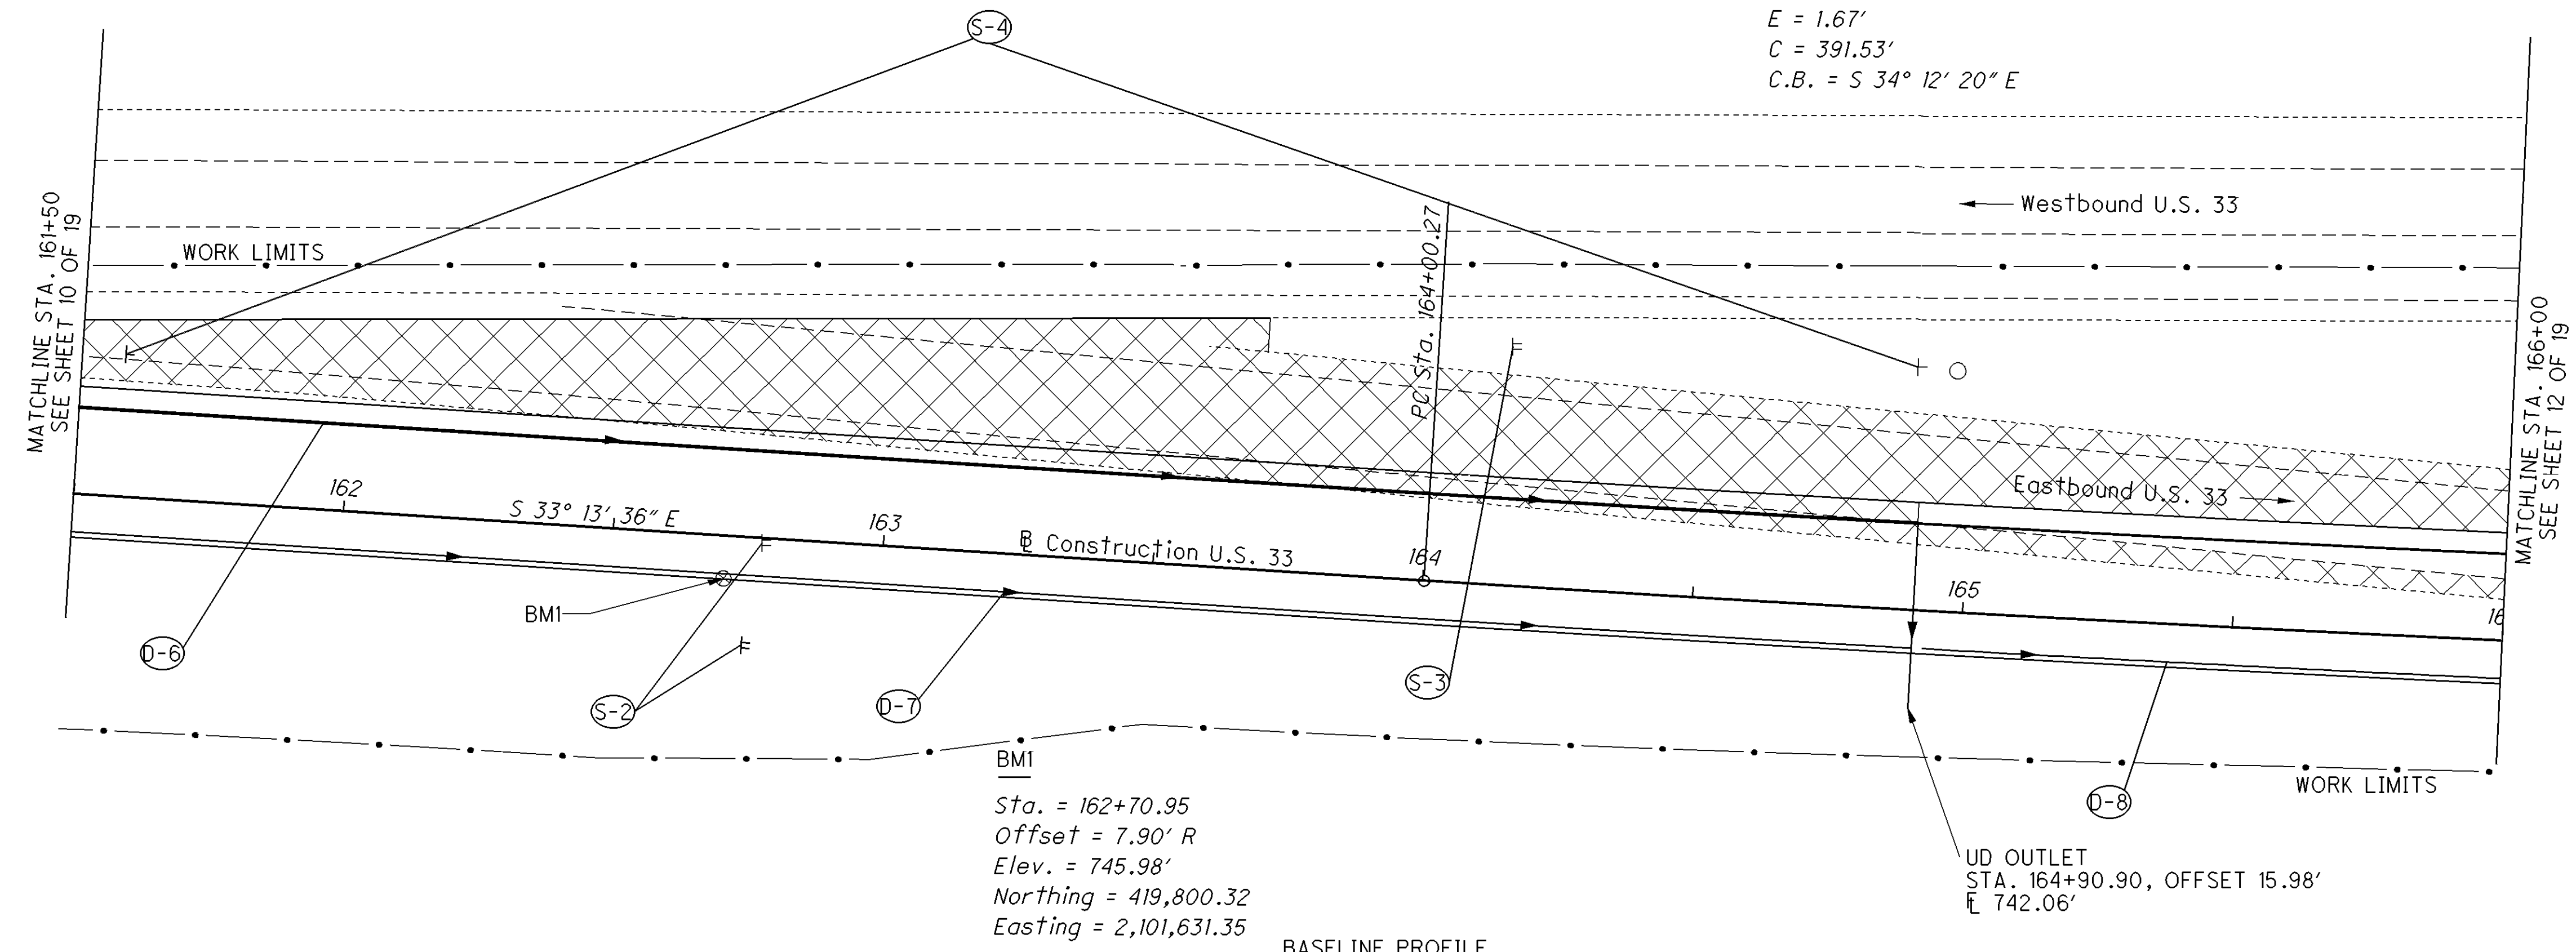 S-4
E = 1.67'
C = 391.53'
C.B. = S 34° 12' 20" E
MATCHLINE STA. 161+50
SEE SHEET 10 OF 19
WORK LIMITS
Westbound U.S. 33
PC Sta. 164+00.27
MATCHLINE STA. 166+00
SEE SHEET 12 OF 19
Eastbound U.S. 33
162
S 33° 13' 36" E
163
Construction U.S. 33
164
165
16
BM1
D-6
S-2
D-7
S-3
D-8
WORK LIMITS
BM1
Sta. = 162+70.95
Offset = 7.90' R
Elev. = 745.98'
Northing = 419,800.32
Easting = 2,101,631.35
UD OUTLET
STA. 164+90.90, OFFSET 15.98'
FL 742.06'
BASELINE PROFILE